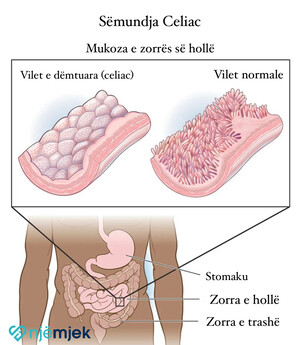 Sëmundja Celiac
Mukoza e zorrës së hollë
Vilet e dëmtuara (celiac)
Vilet normale
Stomaku
Zorra e hollë
Zorra e trashë
njëmjek